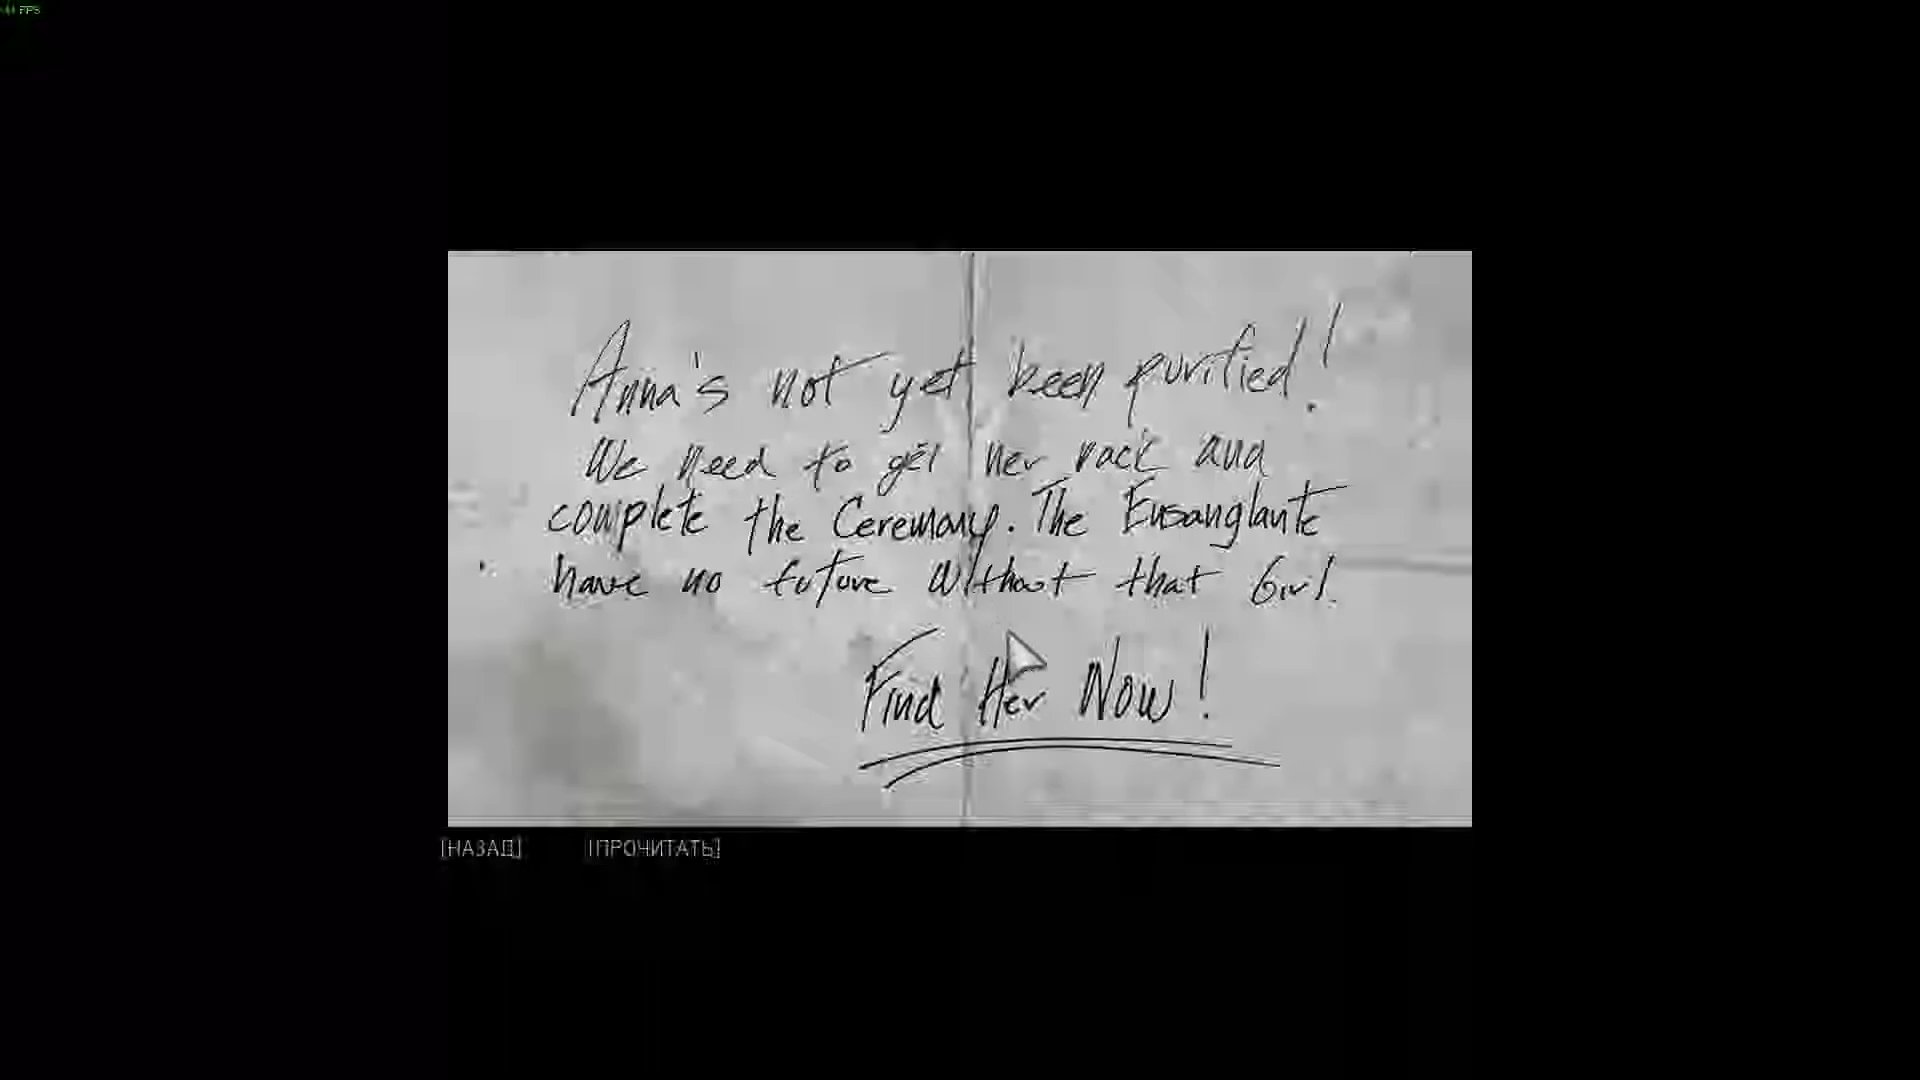 FPS
Anna's not yet been purified!
We need to get her back and
complete the Ceremony. The Ensanglante
have no future without that Girl.
Find Her Now!
[НАЗАД] [ПРОЧИТАТЬ]